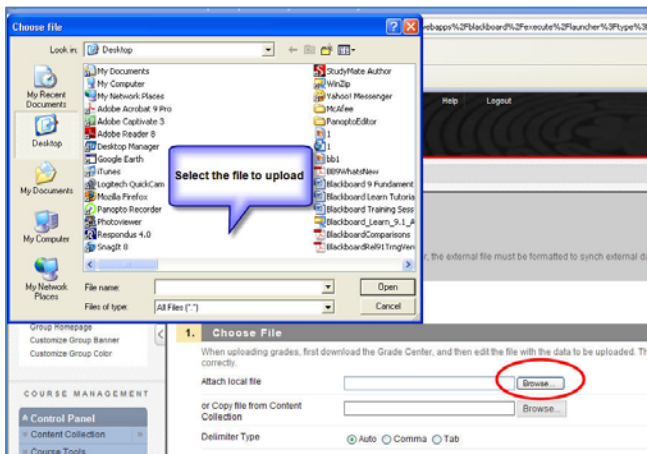 Choose file
webapps%2Fblackboard%2Fexecute%2Flauncher%3Ftype%3
Look in: Desktop
My Recent Documents
Desktop
My Documents
My Computer
My Network Places
My Documents
My Computer
My Network Places
Adobe Acrobat 9 Pro
Adobe Captivate 3
Adobe Reader 8
Desktop Manager
Google Earth
iTunes
Logitech QuickCam
Mozilla Firefox
Panopto Recorder
Photoviewer
Respondus 4.0
SnagIt 8
StudyMate Author
WinZip
Yahoo! Messenger
McAfee
PanoptoEditor
1
1
bb1
BB9WhatsNew
Blackboard 9 Fundament
Blackboard Learn Tutoria
Blackboard Training Sess
Blackboard_Learn_9.1_A
BlackboardComparisons
BlackboardRel91TrngVer
Select the file to upload
File name:
Open
Files of type: All Files (*.*)
Cancel
Help Logout
r, the external file must be formatted to synch external da
Group Homepage
Customize Group Banner
Customize Group Color
COURSE MANAGEMENT
Control Panel
Content Collection
Course Tools
1. Choose File
When uploading grades, first download the Grade Center, and then edit the file with the data to be uploaded. Th
correctly.
Attach local file Browse...
or Copy file from Content
Collection Browse...
Delimiter Type Auto Comma Tab